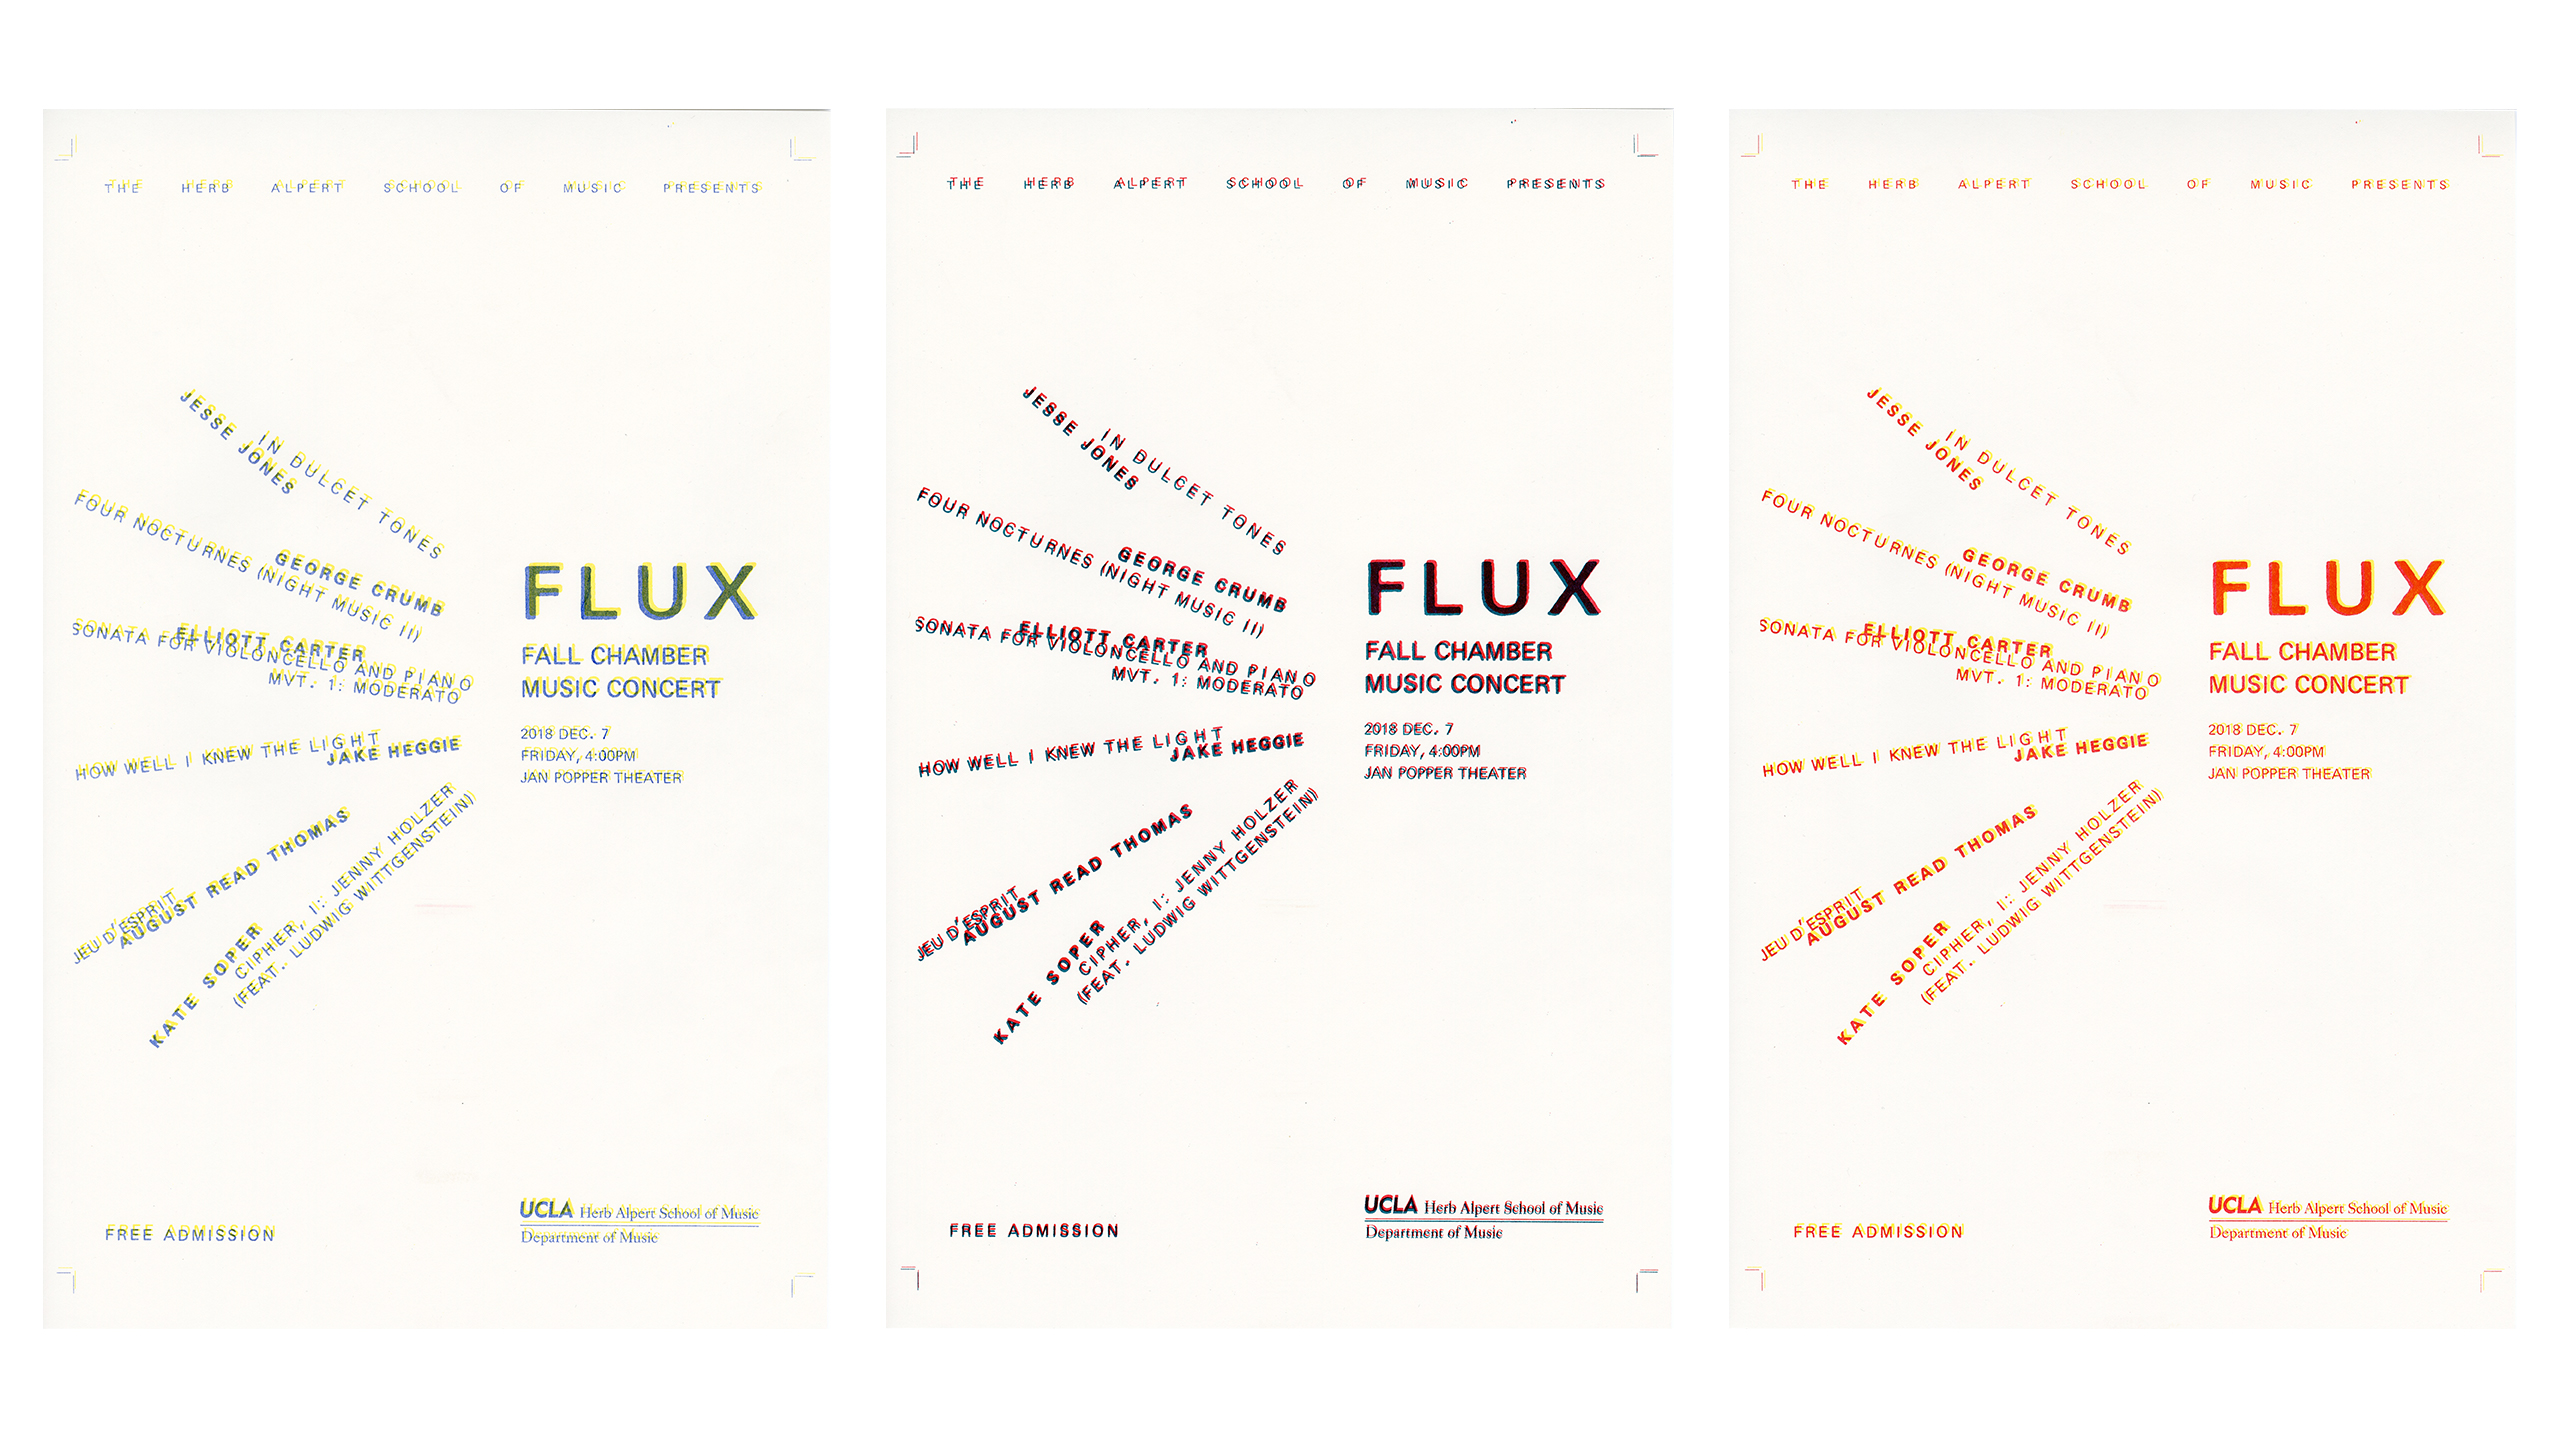 THE HERB ALPERT SCHOOL OF MUSIC PRESENTS
JESSE JONES
IN DULCET TONES
GEORGE CRUMB
FOUR NOCTURNES (NIGHT MUSIC II)
ELLIOTT CARTER
SONATA FOR VIOLONCELLO AND PIANO
MVT. 1: MODERATO
HOW WELL I KNEW THE LIGHT
JAKE HEGGIE
JEU D'ESPRIT
AUGUST READ THOMAS
KATE SOPER
CIPHER, I: JENNY HOLZER
(FEAT. LUDWIG WITTGENSTEIN)
FLUX
FALL CHAMBER
MUSIC CONCERT
2018 DEC. 7
FRIDAY, 4:00PM
JAN POPPER THEATER
FREE ADMISSION
UCLA Herb Alpert School of Music
Department of Music
THE HERB ALPERT SCHOOL OF MUSIC PRESENTS
JESSE JONES
IN DULCET TONES
GEORGE CRUMB
FOUR NOCTURNES (NIGHT MUSIC II)
ELLIOTT CARTER
SONATA FOR VIOLONCELLO AND PIANO
MVT. 1: MODERATO
HOW WELL I KNEW THE LIGHT
JAKE HEGGIE
JEU D'ESPRIT
AUGUST READ THOMAS
KATE SOPER
CIPHER, I: JENNY HOLZER
(FEAT. LUDWIG WITTGENSTEIN)
FLUX
FALL CHAMBER
MUSIC CONCERT
2018 DEC. 7
FRIDAY, 4:00PM
JAN POPPER THEATER
FREE ADMISSION
UCLA Herb Alpert School of Music
Department of Music
THE HERB ALPERT SCHOOL OF MUSIC PRESENTS
JESSE JONES
IN DULCET TONES
GEORGE CRUMB
FOUR NOCTURNES (NIGHT MUSIC II)
ELLIOTT CARTER
SONATA FOR VIOLONCELLO AND PIANO
MVT. 1: MODERATO
HOW WELL I KNEW THE LIGHT
JAKE HEGGIE
JEU D'ESPRIT
AUGUST READ THOMAS
KATE SOPER
CIPHER, I: JENNY HOLZER
(FEAT. LUDWIG WITTGENSTEIN)
FLUX
FALL CHAMBER
MUSIC CONCERT
2018 DEC. 7
FRIDAY, 4:00PM
JAN POPPER THEATER
FREE ADMISSION
UCLA Herb Alpert School of Music
Department of Music